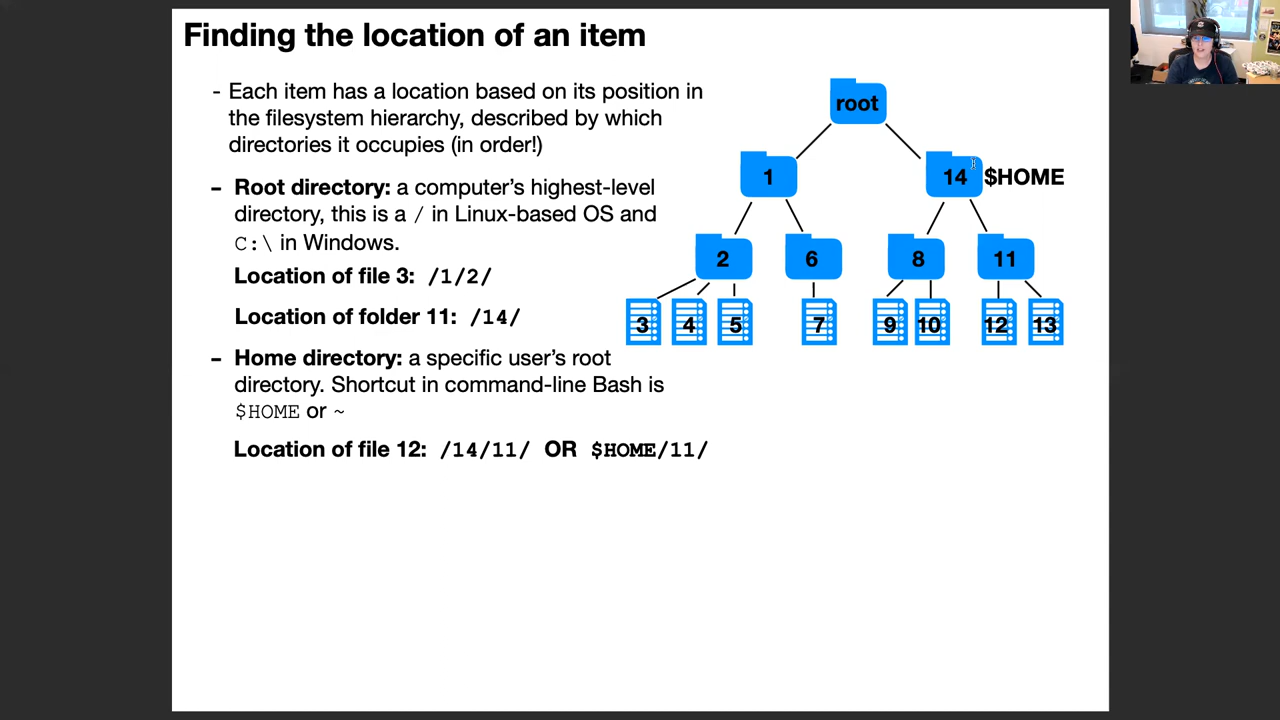 Finding the location of an item
- Each item has a location based on its position in
the filesystem hierarchy, described by which
directories it occupies (in order!)
- Root directory: a computer's highest-level
directory, this is a / in Linux-based OS and
C:\ in Windows.
Location of file 3: /1/2/
Location of folder 11: /14/
- Home directory: a specific user's root
directory. Shortcut in command-line Bash is
$HOME or ~
Location of file 12: /14/11/ OR $HOME/11/
root
1
14 $HOME
2
6
8
11
3
4
5
7
9
10
12
13